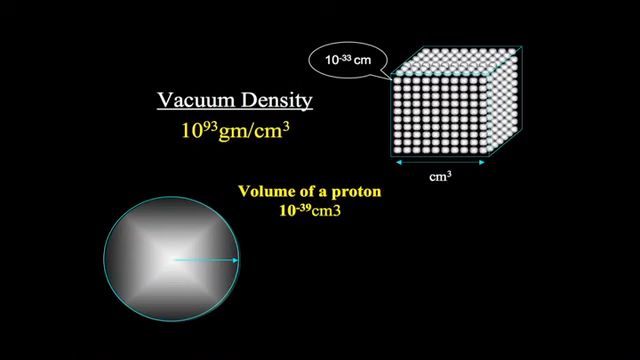 10⁻³³ cm
Vacuum Density
10⁹³gm/cm³
cm³
Volume of a proton
10⁻³⁹cm3